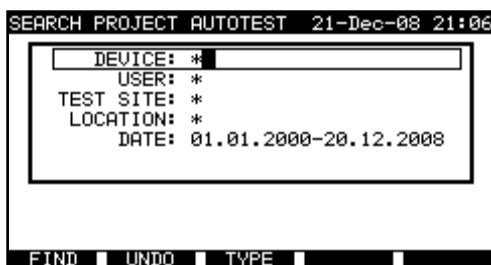 SEARCH PROJECT AUTOTEST 21-Dec-08 21:06
DEVICE: *
USER: *
TEST SITE: *
LOCATION: *
DATE: 01.01.2000-20.12.2008
FIND UNDO TYPE